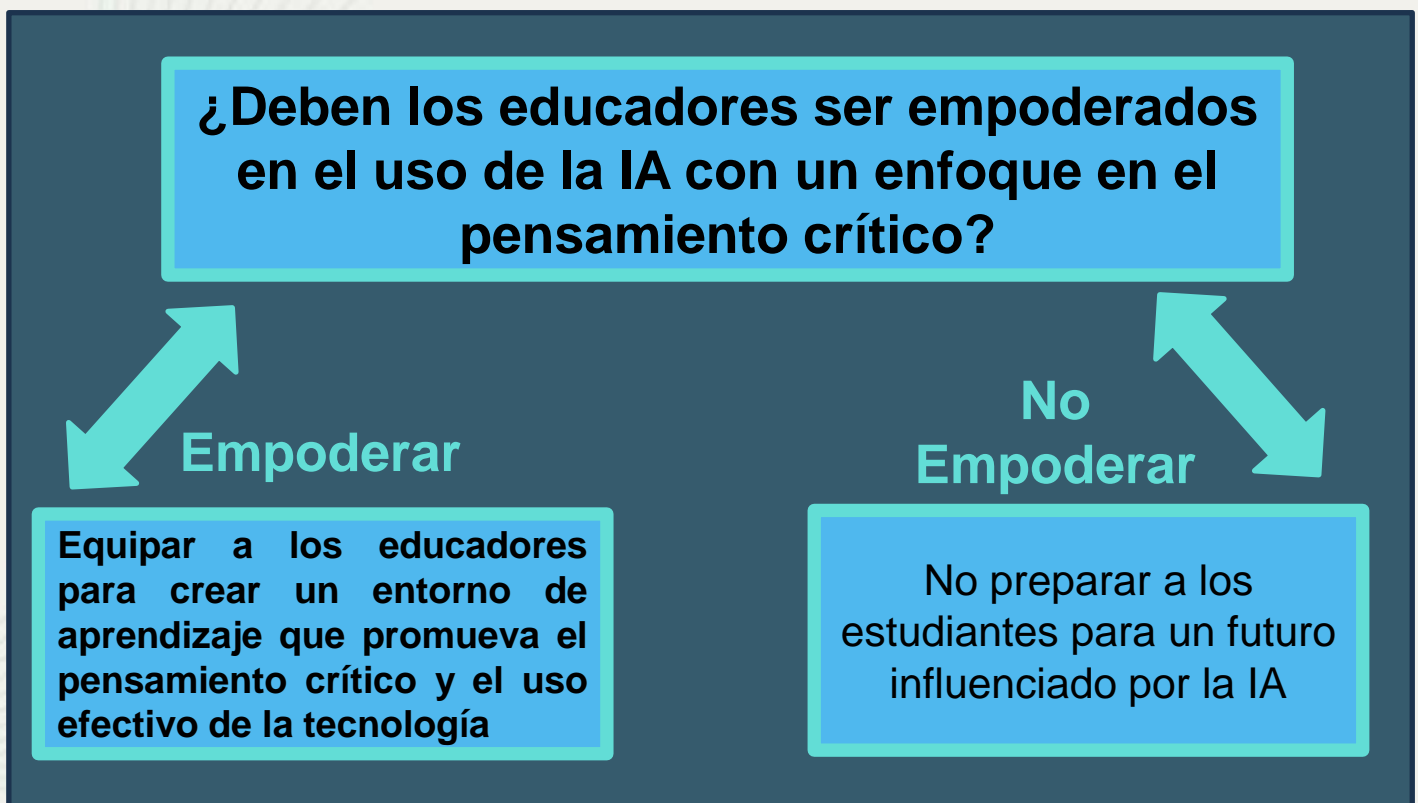 ¿Deben los educadores ser empoderados
en el uso de la IA con un enfoque en el
pensamiento crítico?
Empoderar
No
Empoderar
Equipar a los educadores
para crear un entorno de
aprendizaje que promueva el
pensamiento crítico y el uso
efectivo de la tecnología
No preparar a los
estudiantes para un futuro
influenciado por la IA